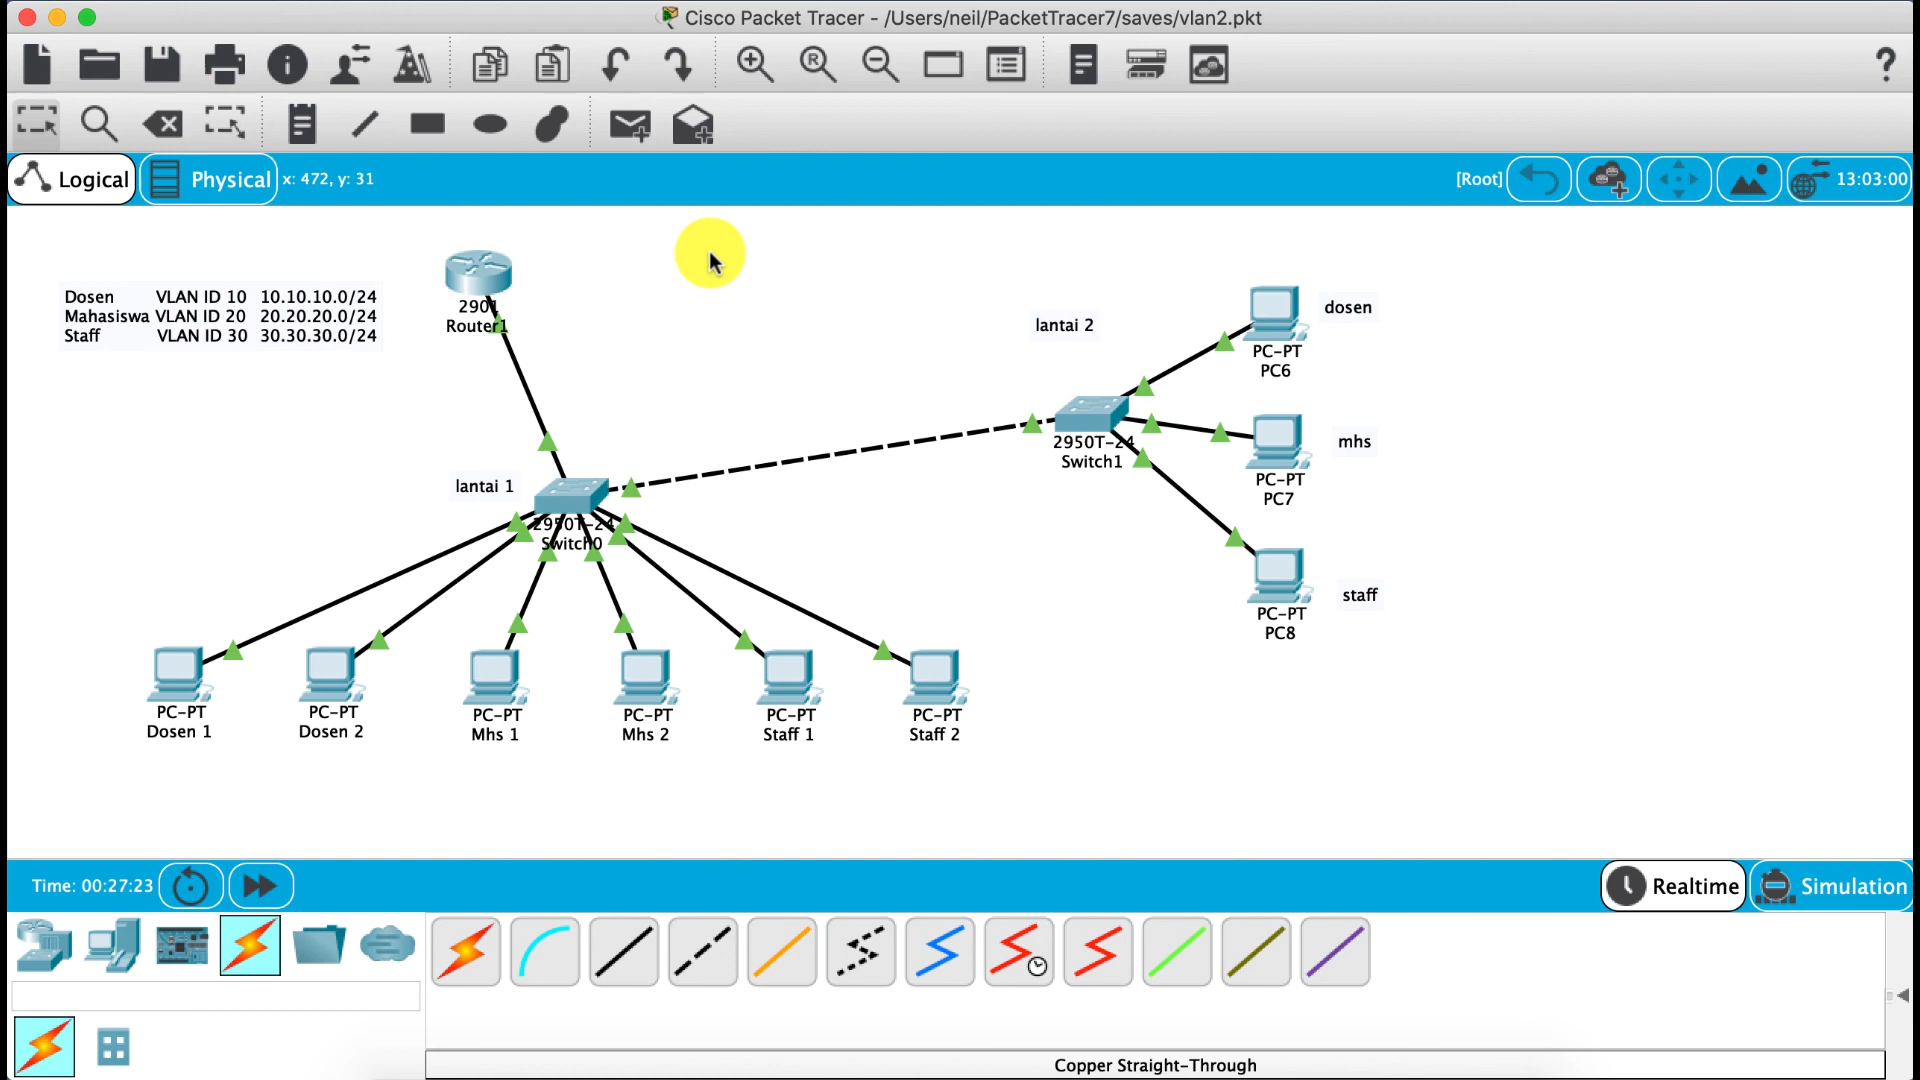 Cisco Packet Tracer - /Users/neil/PacketTracer7/saves/vlan2.pkt
R
?
Logical
Physical
x: 472, y: 31
[Root]
13:03:00
Dosen VLAN ID 10 10.10.10.0/24
Mahasiswa VLAN ID 20 20.20.20.0/24
Staff VLAN ID 30 30.30.30.0/24
2901
Router1
lantai 2
PC-PT
PC6
dosen
2950T-24
Switch1
PC-PT
PC7
mhs
lantai 1
2950T-24
Switch0
PC-PT
PC8
staff
PC-PT
Dosen 1
PC-PT
Dosen 2
PC-PT
Mhs 1
PC-PT
Mhs 2
PC-PT
Staff 1
PC-PT
Staff 2
Time: 00:27:23
Realtime
Simulation
Copper Straight-Through